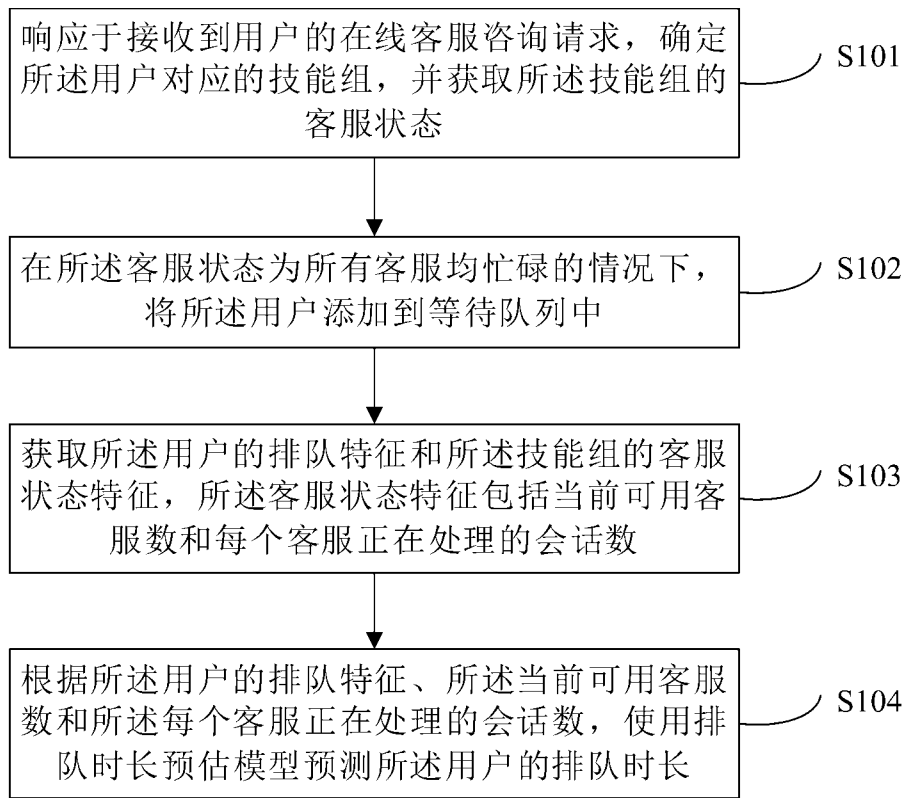 响应于接收到用户的在线客服咨询请求，确定
所述用户对应的技能组，并获取所述技能组的
客服状态
S101
在所述客服状态为所有客服均忙碌的情况下，
将所述用户添加到等待队列中
S102
获取所述用户的排队特征和所述技能组的客服
状态特征，所述客服状态特征包括当前可用客
服数和每个客服正在处理的会话数
S103
根据所述用户的排队特征、所述当前可用客服
数和所述每个客服正在处理的会话数，使用排
队时长预估模型预测所述用户的排队时长
S104